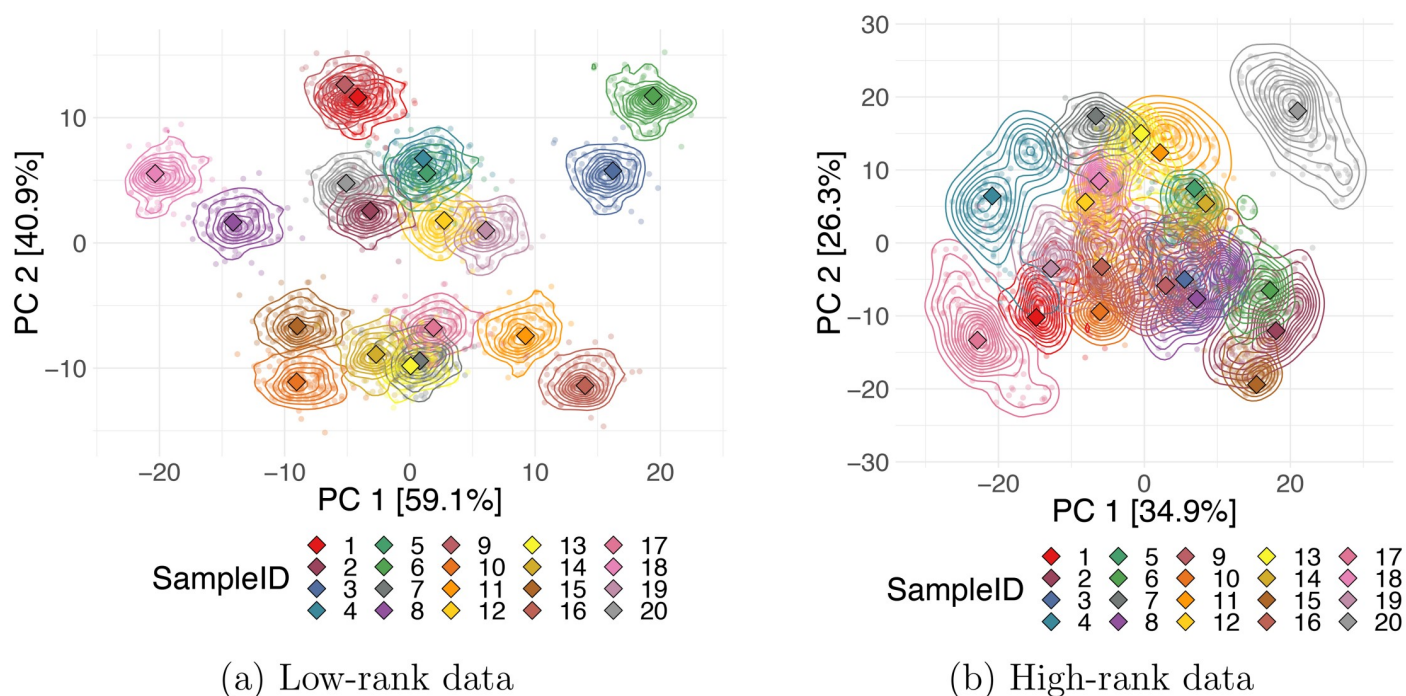 10
0
−10
PC 2 [40.9%]
−20 −10 0 10 20
PC 1 [59.1%]
SampleID
1 5 9 13 17
2 6 10 14 18
3 7 11 15 19
4 8 12 16 20
(a) Low-rank data
30
20
10
0
−10
−20
−30
PC 2 [26.3%]
−20 0 20
PC 1 [34.9%]
SampleID
1 5 9 13 17
2 6 10 14 18
3 7 11 15 19
4 8 12 16 20
(b) High-rank data